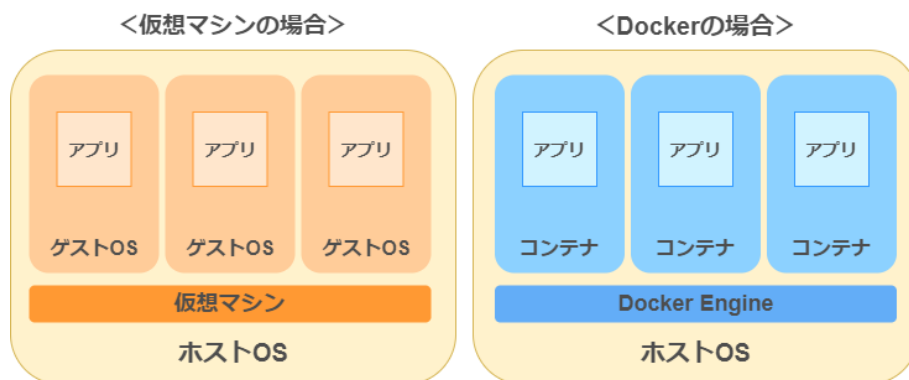 <仮想マシンの場合>
アプリ アプリ アプリ
ゲストOS ゲストOS ゲストOS
仮想マシン
ホストOS
<Dockerの場合>
アプリ アプリ アプリ
コンテナ コンテナ コンテナ
Docker Engine
ホストOS